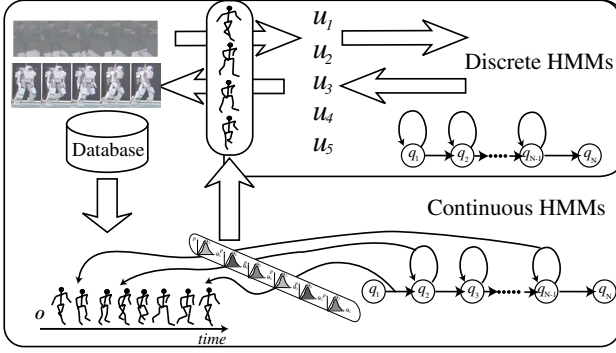 u1
u2
u3
u4
u5
Discrete HMMs
q1 q2 qN-1 qN
Database
Continuous HMMs
q1 q2 q3 qN-1 qN
o
time